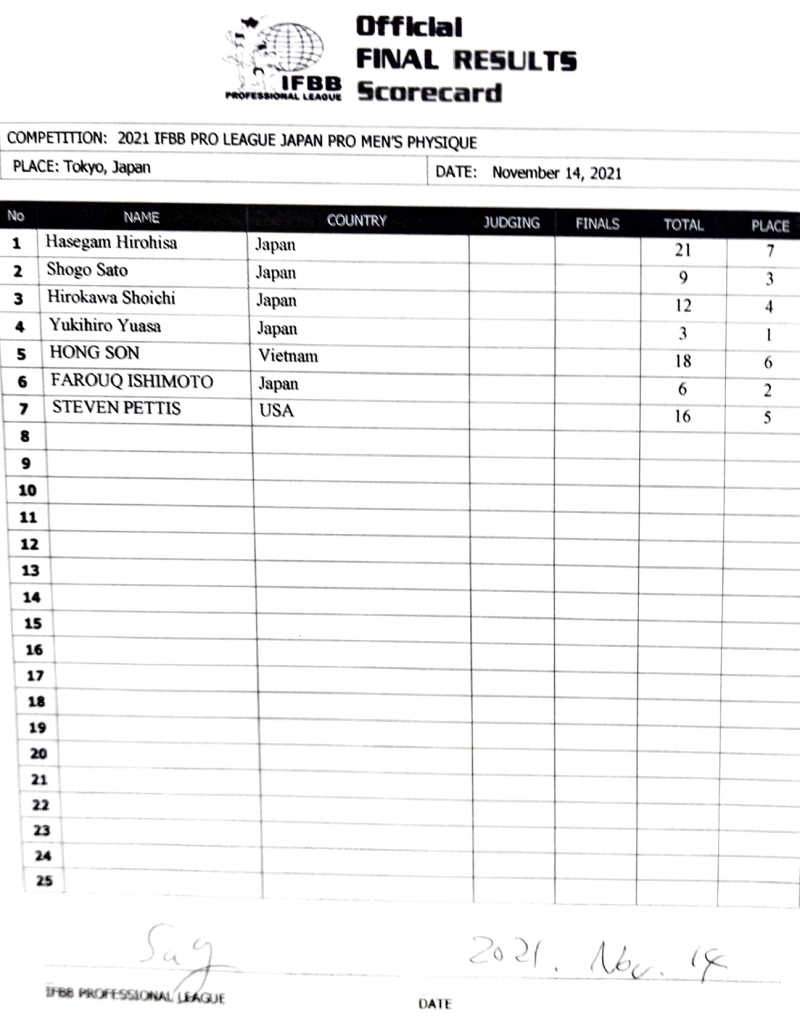 Official
FINAL RESULTS
Scorecard
IFBB
PROFESSIONAL LEAGUE
COMPETITION: 2021 IFBB PRO LEAGUE JAPAN PRO MEN'S PHYSIQUE
PLACE: Tokyo, Japan DATE: November 14, 2021
No NAME COUNTRY JUDGING FINALS TOTAL PLACE
1 Hasegam Hirohisa Japan 21 7
2 Shogo Sato Japan 9 3
3 Hirokawa Shoichi Japan 12 4
4 Yukihiro Yuasa Japan 3 1
5 HONG SON Vietnam 18 6
6 FAROUQ ISHIMOTO Japan 6 2
7 STEVEN PETTIS USA 16 5
8
9
10
11
12
13
14
15
16
17
18
19
20
21
22
23
24
25
2021. Nov. 14
IFBB PROFESSIONAL LEAGUE DATE